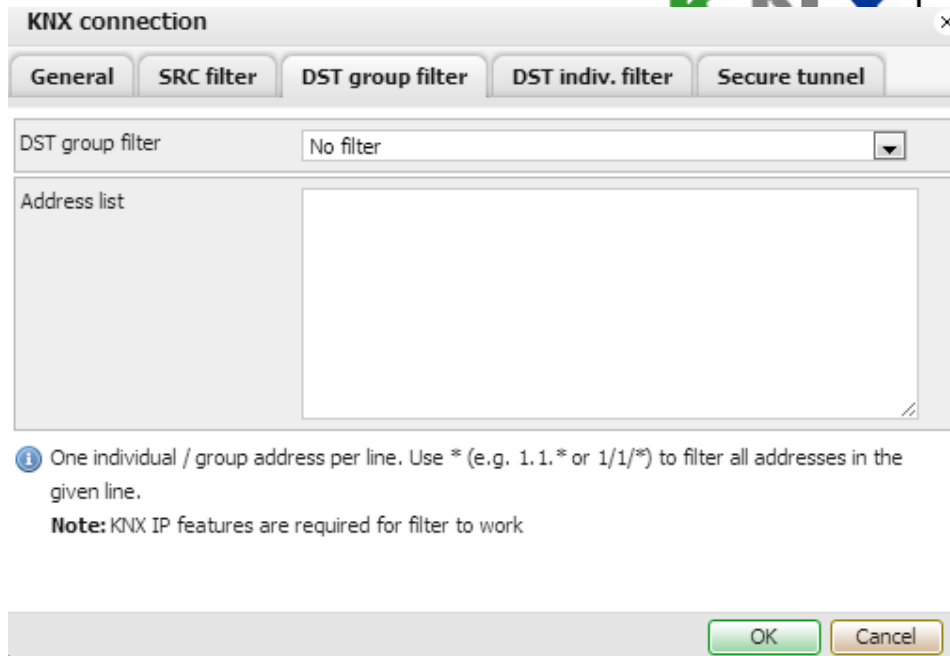 KNX connection
General SRC filter DST group filter DST indiv. filter Secure tunnel
DST group filter No filter
Address list
One individual / group address per line. Use * (e.g. 1.1.* or 1/1/*) to filter all addresses in the
given line.
Note: KNX IP features are required for filter to work
OK Cancel